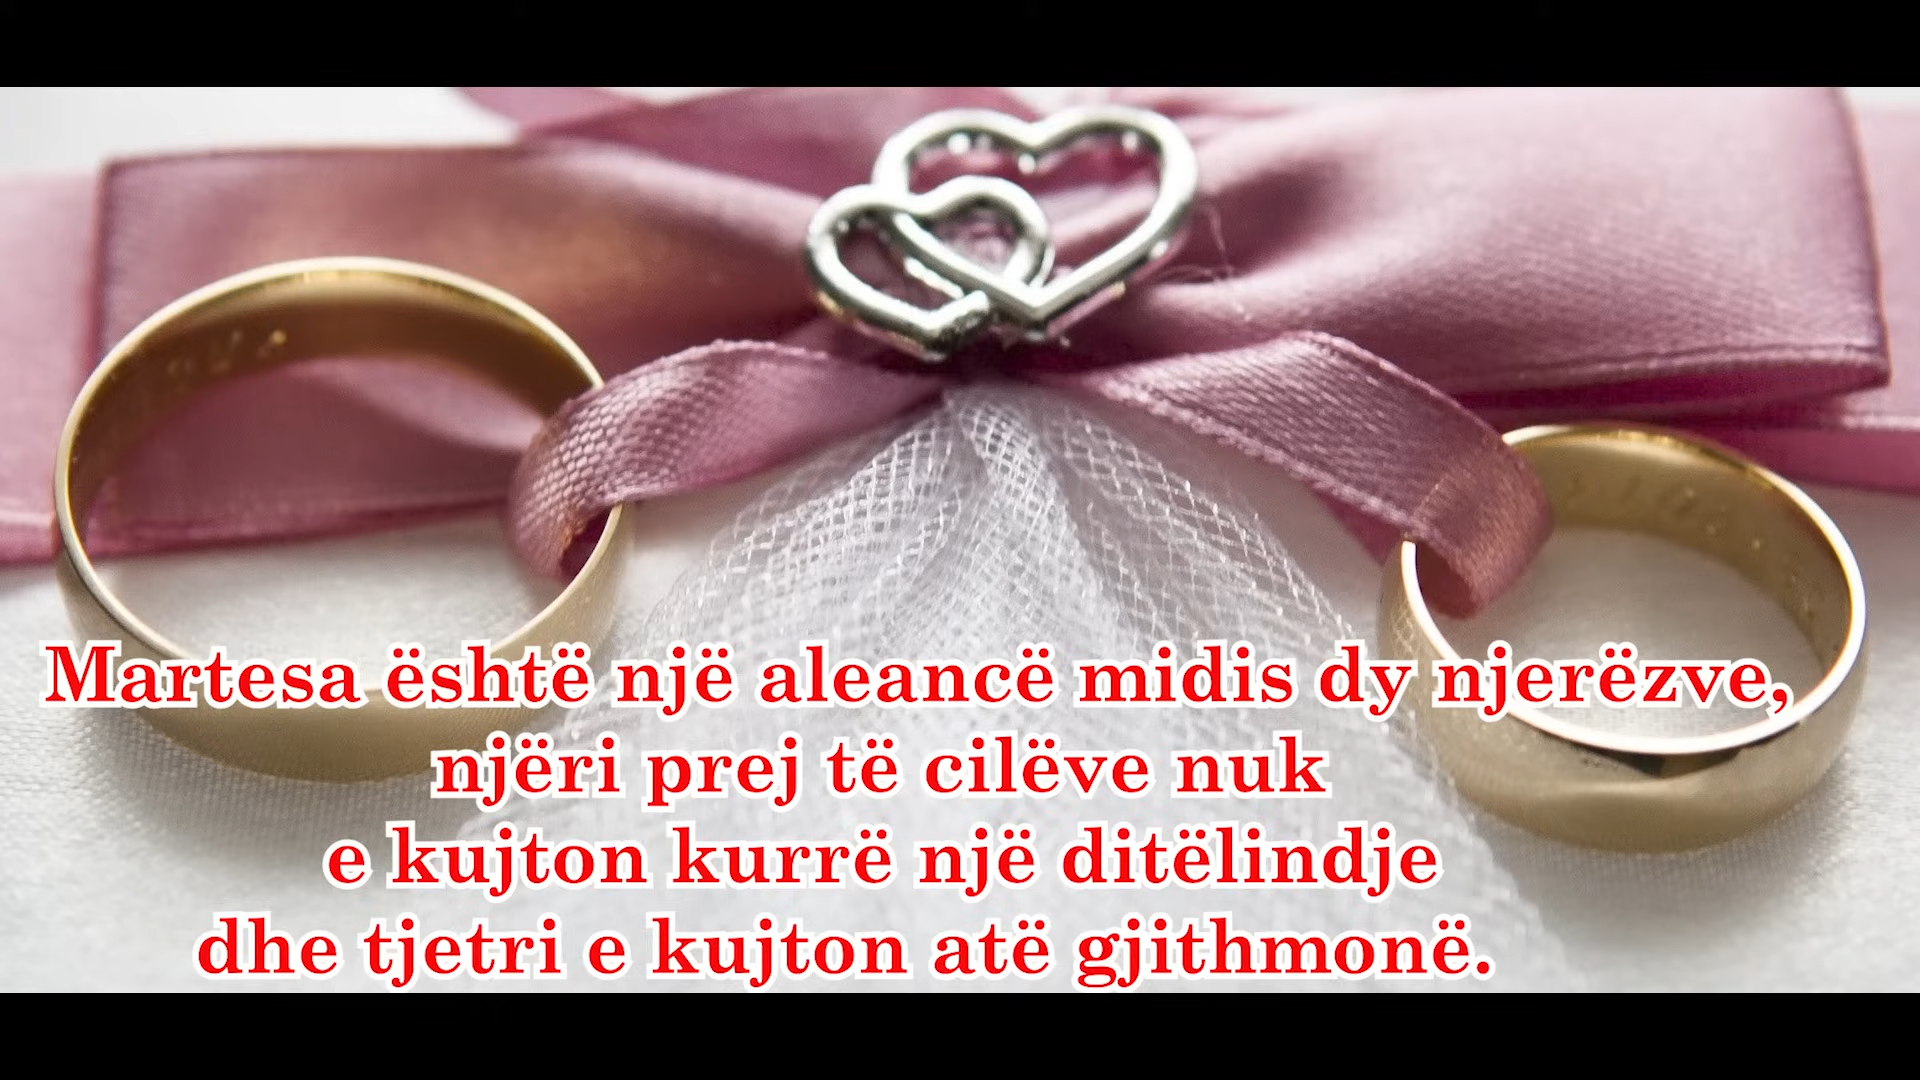 Martesa është një aleancë midis dy njerëzve,
njëri prej të cilëve nuk
e kujton kurrë një ditëlindje
dhe tjetri e kujton atë gjithmonë.